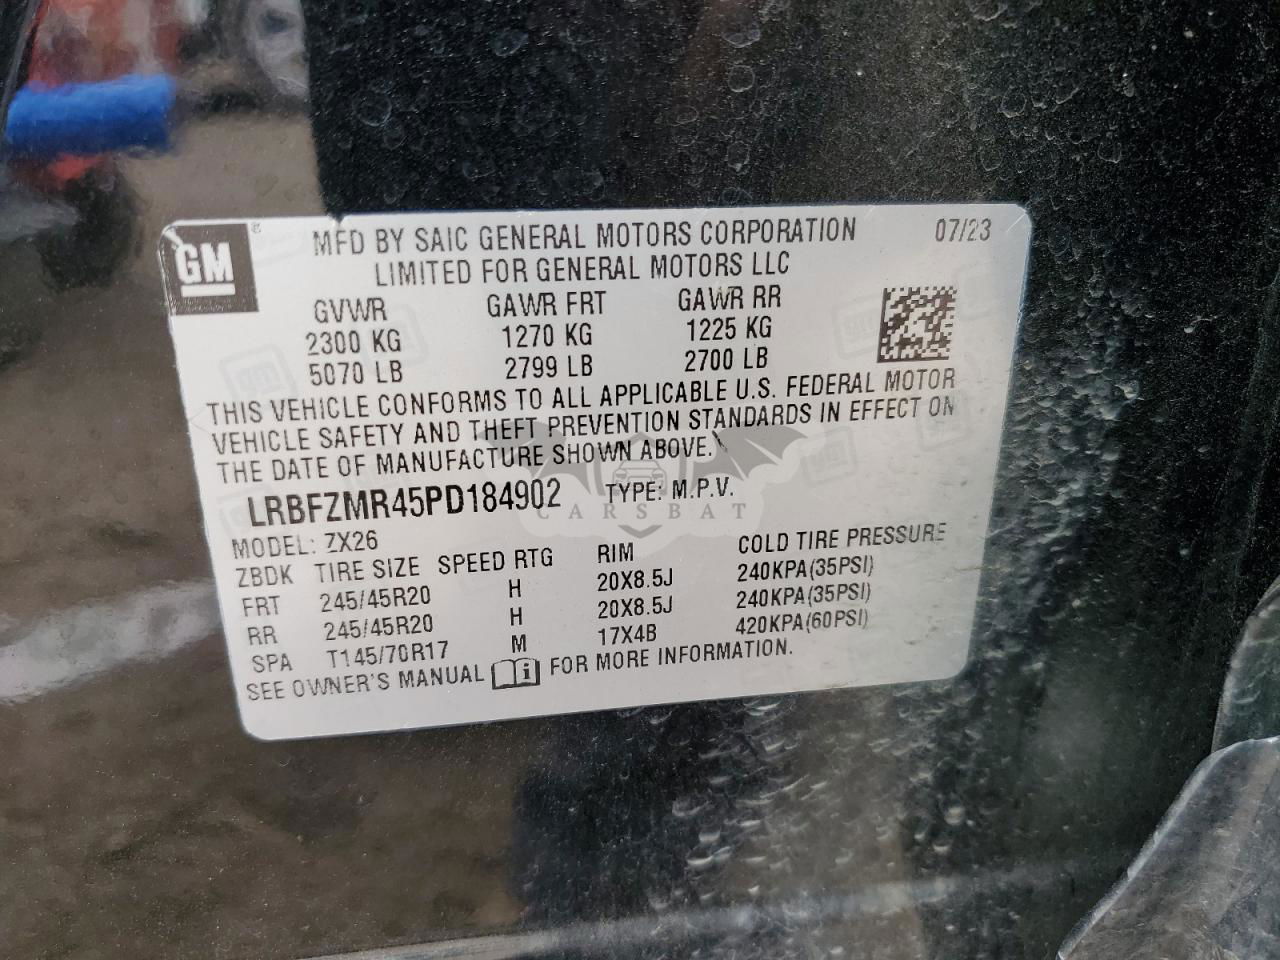 GM ®
MFD BY SAIC GENERAL MOTORS CORPORATION 07/23
LIMITED FOR GENERAL MOTORS LLC
GVWR GAWR FRT GAWR RR
2300 KG 1270 KG 1225 KG
5070 LB 2799 LB 2700 LB
THIS VEHICLE CONFORMS TO ALL APPLICABLE U.S. FEDERAL MOTOR
VEHICLE SAFETY AND THEFT PREVENTION STANDARDS IN EFFECT ON
THE DATE OF MANUFACTURE SHOWN ABOVE.
LRBFZMR45PD184902 TYPE: M.P.V.
CARSBAT
MODEL: ZX26
ZBDK TIRE SIZE SPEED RTG RIM COLD TIRE PRESSURE
FRT 245/45R20 H 20X8.5J 240KPA(35PSI)
RR 245/45R20 H 20X8.5J 240KPA(35PSI)
SPA T145/70R17 M 17X4B 420KPA(60PSI)
SEE OWNER'S MANUAL i FOR MORE INFORMATION.